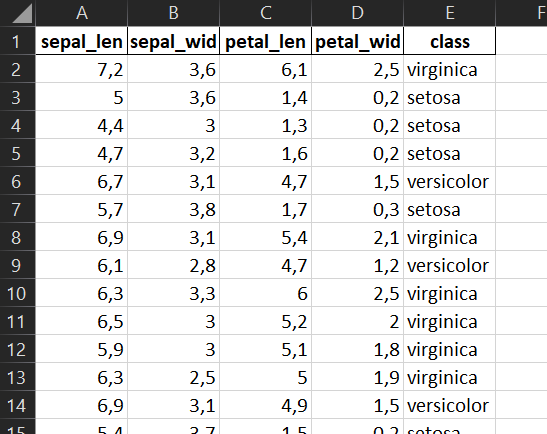 A B C D E F
1 sepal_len sepal_wid petal_len petal_wid class
2 7,2 3,6 6,1 2,5 virginica
3 5 3,6 1,4 0,2 setosa
4 4,4 3 1,3 0,2 setosa
5 4,7 3,2 1,6 0,2 setosa
6 6,7 3,1 4,7 1,5 versicolor
7 5,7 3,8 1,7 0,3 setosa
8 6,9 3,1 5,4 2,1 virginica
9 6,1 2,8 4,7 1,2 versicolor
10 6,3 3,3 6 2,5 virginica
11 6,5 3 5,2 2 virginica
12 5,9 3 5,1 1,8 virginica
13 6,3 2,5 5 1,9 virginica
14 6,9 3,1 4,9 1,5 versicolor
15 5,4 3,7 1,5 0,2 setosa